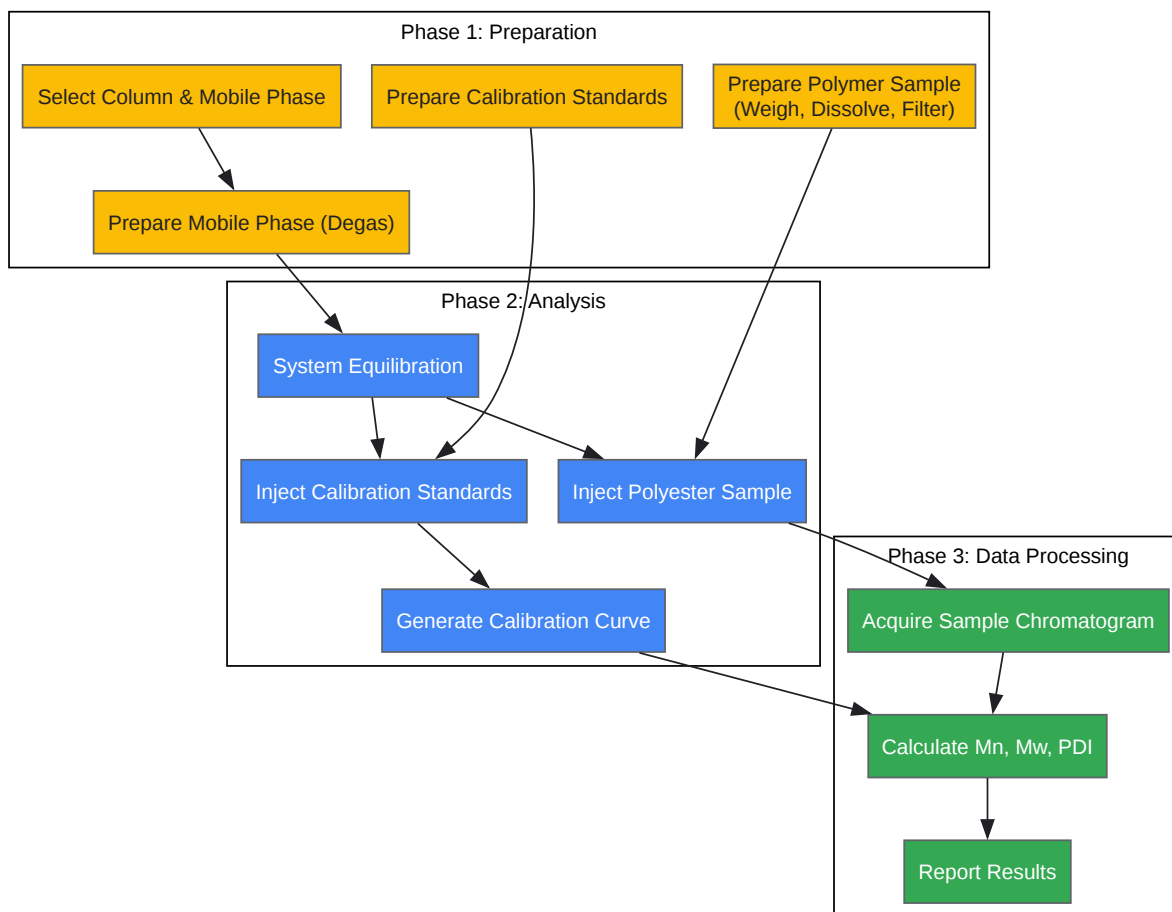 Phase 1: Preparation
Select Column & Mobile Phase
Prepare Calibration Standards
Prepare Polymer Sample
(Weigh, Dissolve, Filter)
Prepare Mobile Phase (Degas)
Phase 2: Analysis
System Equilibration
Inject Calibration Standards
Inject Polyester Sample
Generate Calibration Curve
Phase 3: Data Processing
Acquire Sample Chromatogram
Calculate Mn, Mw, PDI
Report Results